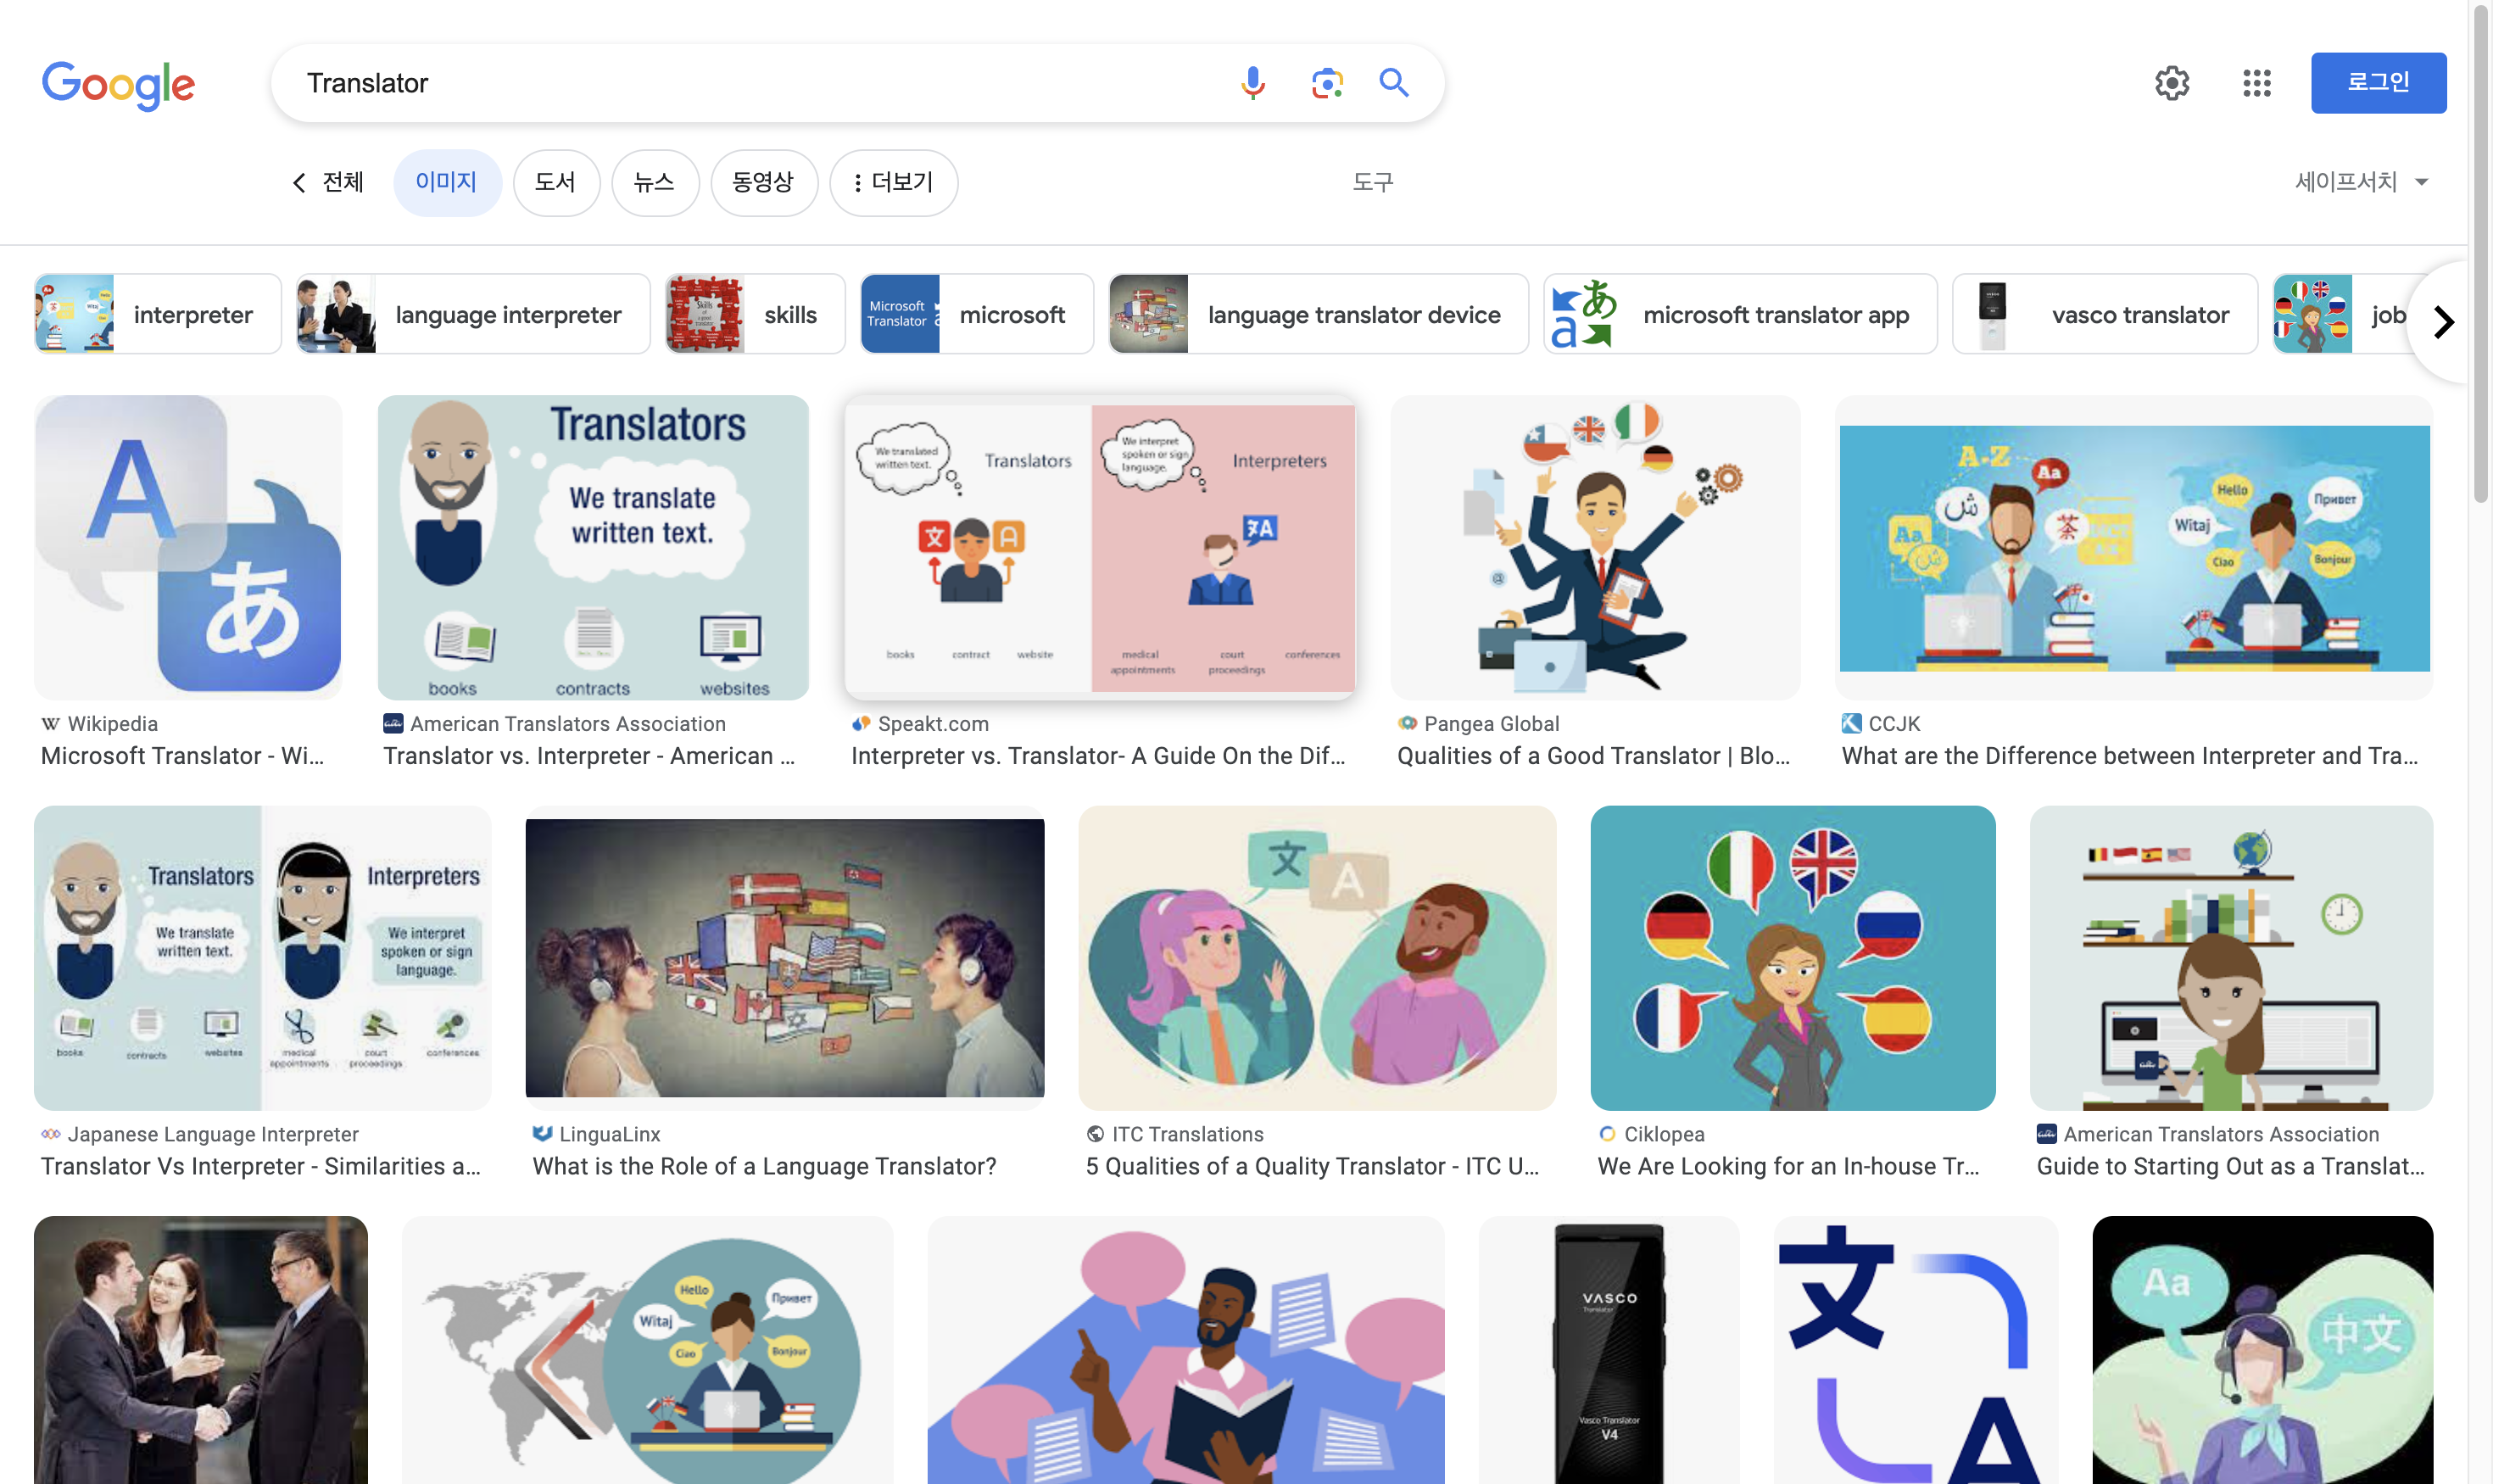 Google
Translator
로그인
전체
이미지
도서
뉴스
동영상
더보기
도구
세이프서치
interpreter
language interpreter
Skills
skills
Microsoft
Translator
microsoft
language translator device
あ
a
microsoft translator app
vasco translator
job
A
あ
Translators
We translate
written text.
books
contracts
websites
We translated
written text.
Translators
文
A
books
contract
website
We interpret
spoken or sign
language.
Interpreters
medical
appointments
court
proceedings
conferences
A-Z
Aa
ش
茶
Aa
ش
Hello
Привет
Witaj
Ciao
Bonjour
W Wikipedia
Microsoft Translator - Wi...
American Translators Association
Translator vs. Interpreter - American ...
Speakt.com
Interpreter vs. Translator- A Guide On the Dif...
Pangea Global
Qualities of a Good Translator | Blo...
CCJK
What are the Difference between Interpreter and Tra...
Translators
We translate
written text.
books
contracts
websites
Interpreters
We interpret
spoken or sign
language.
medical
appointments
court
proceedings
conferences
文
A
Japanese Language Interpreter
Translator Vs Interpreter - Similarities a...
LinguaLinx
What is the Role of a Language Translator?
ITC Translations
5 Qualities of a Quality Translator - ITC U...
Ciklopea
We Are Looking for an In-house Tr...
American Translators Association
Guide to Starting Out as a Translat...
Hello
Привет
Witaj
Ciao
Bonjour
VASCO
Translator
Vasco Translator
V4
文
A
Aa
中文